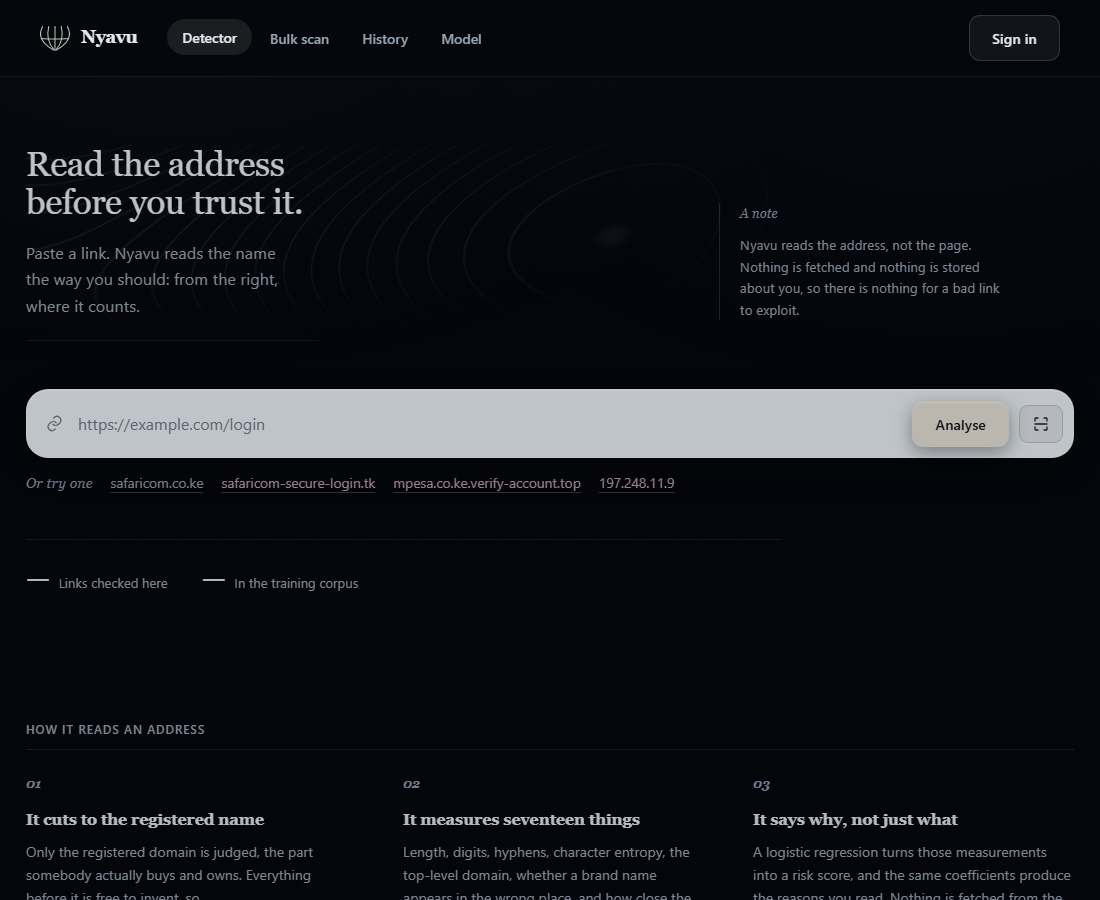 Nyavu
Detector
Bulk scan
History
Model
Sign in
Read the address
before you trust it.
Paste a link. Nyavu reads the name
the way you should: from the right,
where it counts.
A note
Nyavu reads the address, not the page.
Nothing is fetched and nothing is stored
about you, so there is nothing for a bad link
to exploit.
https://example.com/login
Analyse
Or try one safaricom.co.ke safaricom-secure-login.tk mpesa.co.ke.verify-account.top 197.248.11.9
— Links checked here — In the training corpus
HOW IT READS AN ADDRESS
01
It cuts to the registered name
Only the registered domain is judged, the part
somebody actually buys and owns. Everything
before it is free to invent, so
02
It measures seventeen things
Length, digits, hyphens, character entropy, the
top-level domain, whether a brand name
appears in the wrong place, and how close the
03
It says why, not just what
A logistic regression turns those measurements
into a risk score, and the same coefficients produce
the reasons you read. Nothing is fetched from the